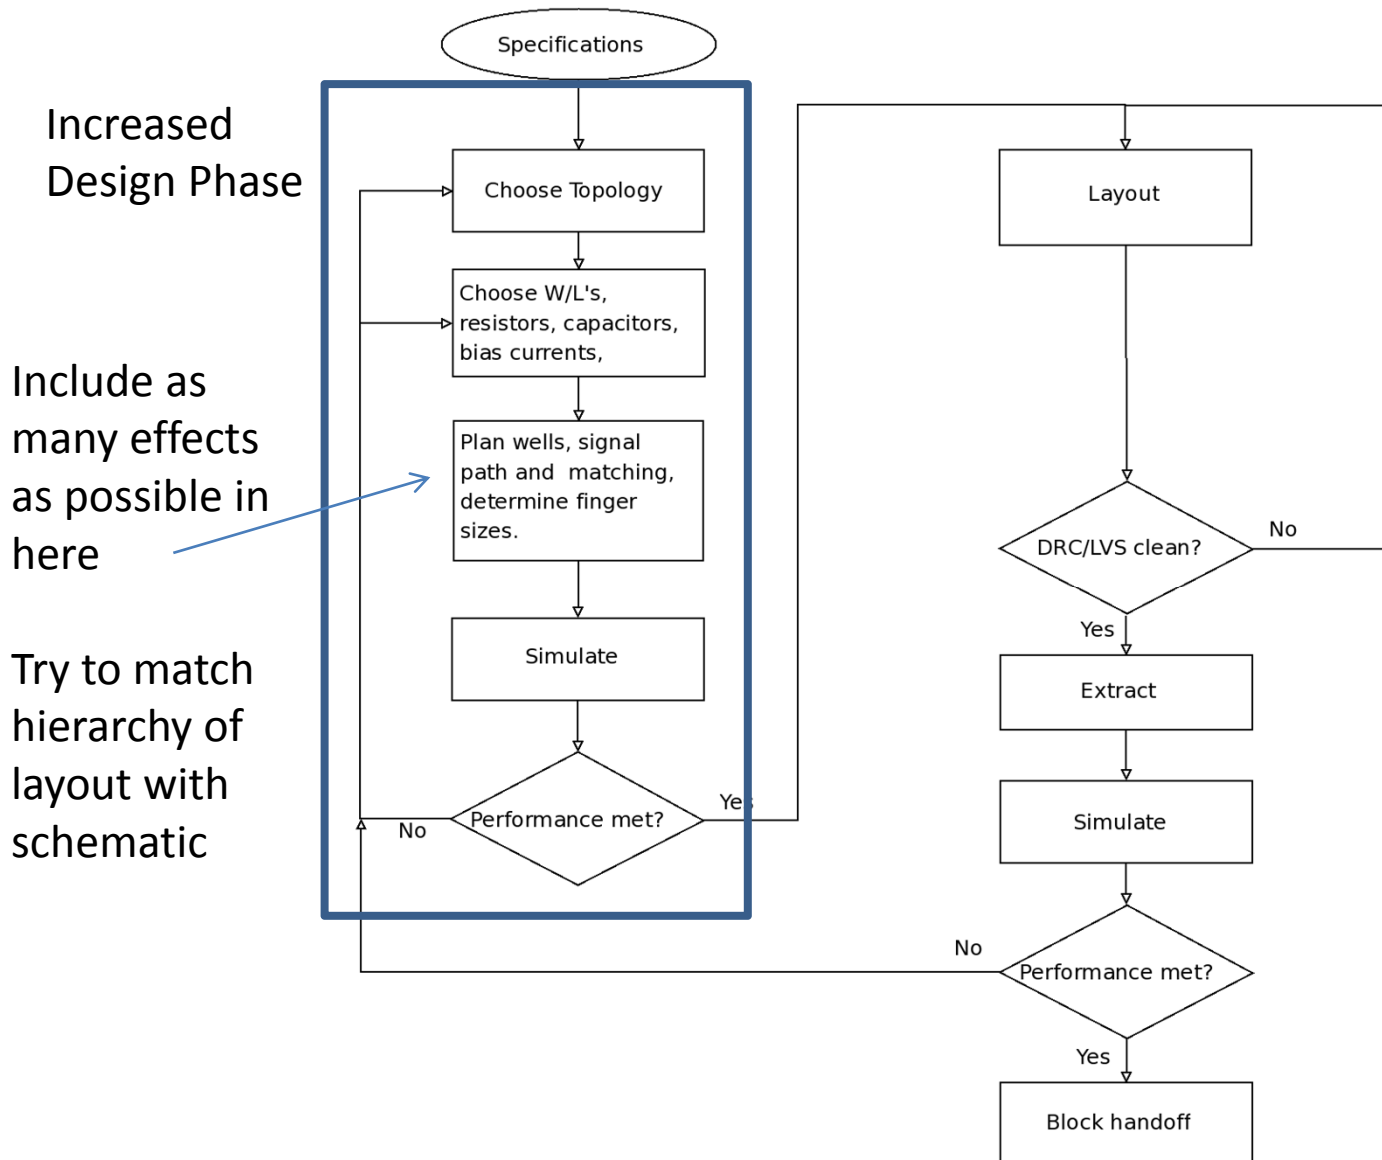 Specifications
Increased
Design Phase
Choose Topology
Choose W/L's,
resistors, capacitors,
bias currents,
Include as
many effects
as possible in
here
Plan wells, signal
path and  matching,
determine finger
sizes.
Try to match
hierarchy of
layout with
schematic
Simulate
Performance met?
No
Yes
Layout
DRC/LVS clean?
No
Yes
Extract
Simulate
Performance met?
No
Yes
Block handoff